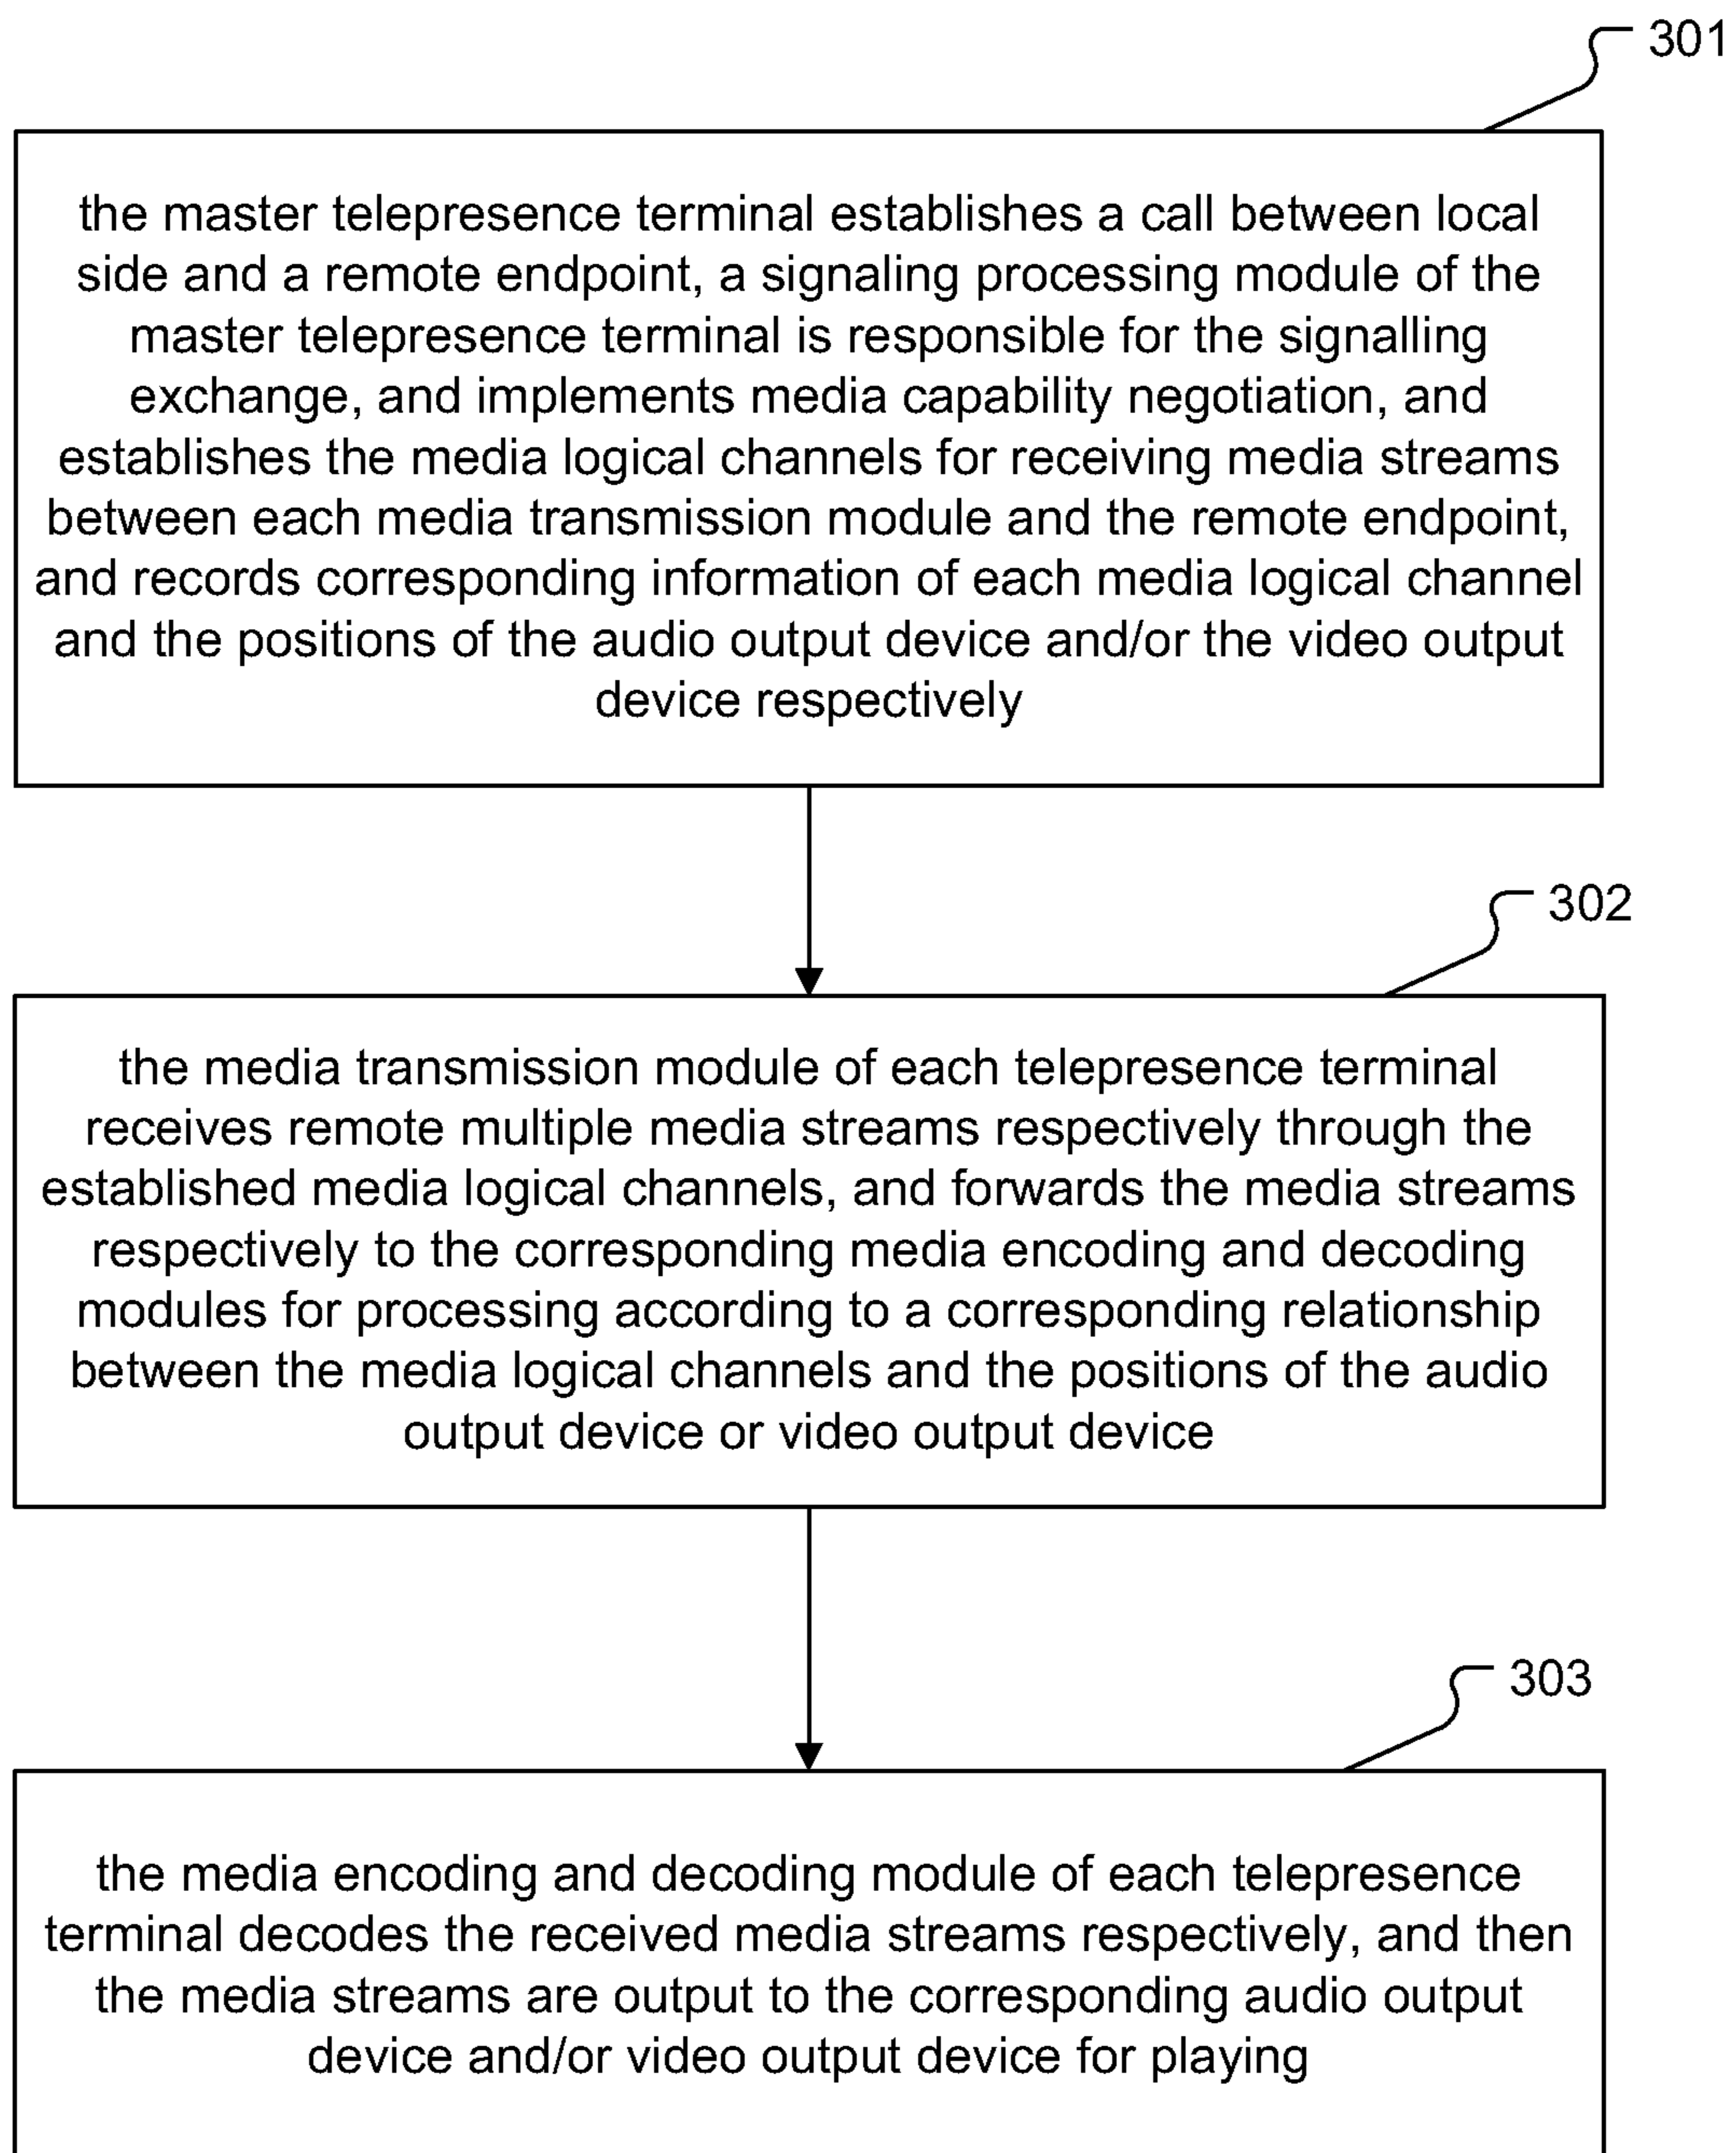 301
the master telepresence terminal establishes a call between local
side and a remote endpoint, a signaling processing module of the
master telepresence terminal is responsible for the signalling
exchange, and implements media capability negotiation, and
establishes the media logical channels for receiving media streams
between each media transmission module and the remote endpoint,
and records corresponding information of each media logical channel
and the positions of the audio output device and/or the video output
device respectively
302
the media transmission module of each telepresence terminal
receives remote multiple media streams respectively through the
established media logical channels, and forwards the media streams
respectively to the corresponding media encoding and decoding
modules for processing according to a corresponding relationship
between the media logical channels and the positions of the audio
output device or video output device
303
the media encoding and decoding module of each telepresence
terminal decodes the received media streams respectively, and then
the media streams are output to the corresponding audio output
device and/or video output device for playing